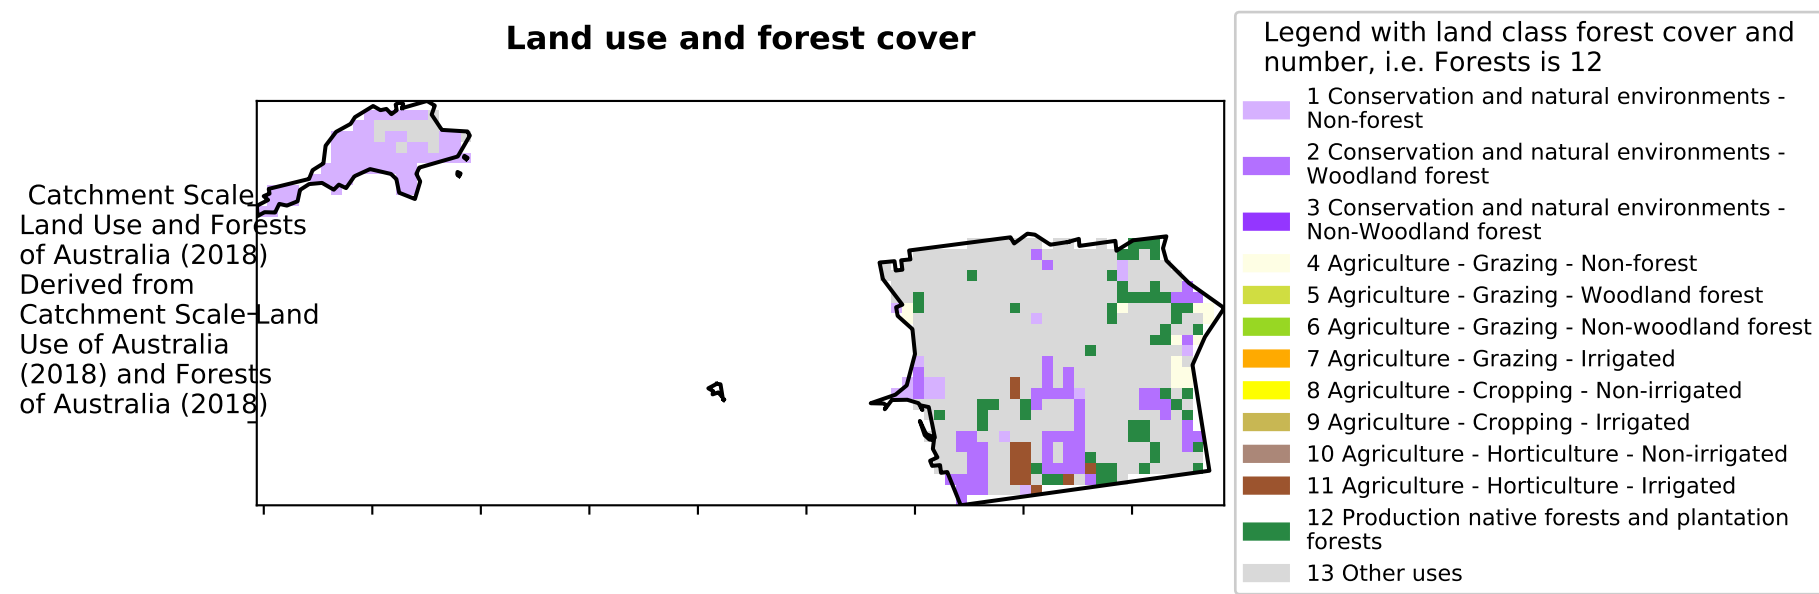 Land use and forest cover
Catchment Scale
Land Use and Forests
of Australia (2018)
Derived from
Catchment Scale Land
Use of Australia
(2018) and Forests
of Australia (2018)
Legend with land class forest cover and
number, i.e. Forests is 12
1 Conservation and natural environments -
Non-forest
2 Conservation and natural environments -
Woodland forest
3 Conservation and natural environments -
Non-Woodland forest
4 Agriculture - Grazing - Non-forest
5 Agriculture - Grazing - Woodland forest
6 Agriculture - Grazing - Non-woodland forest
7 Agriculture - Grazing - Irrigated
8 Agriculture - Cropping - Non-irrigated
9 Agriculture - Cropping - Irrigated
10 Agriculture - Horticulture - Non-irrigated
11 Agriculture - Horticulture - Irrigated
12 Production native forests and plantation
forests
13 Other uses